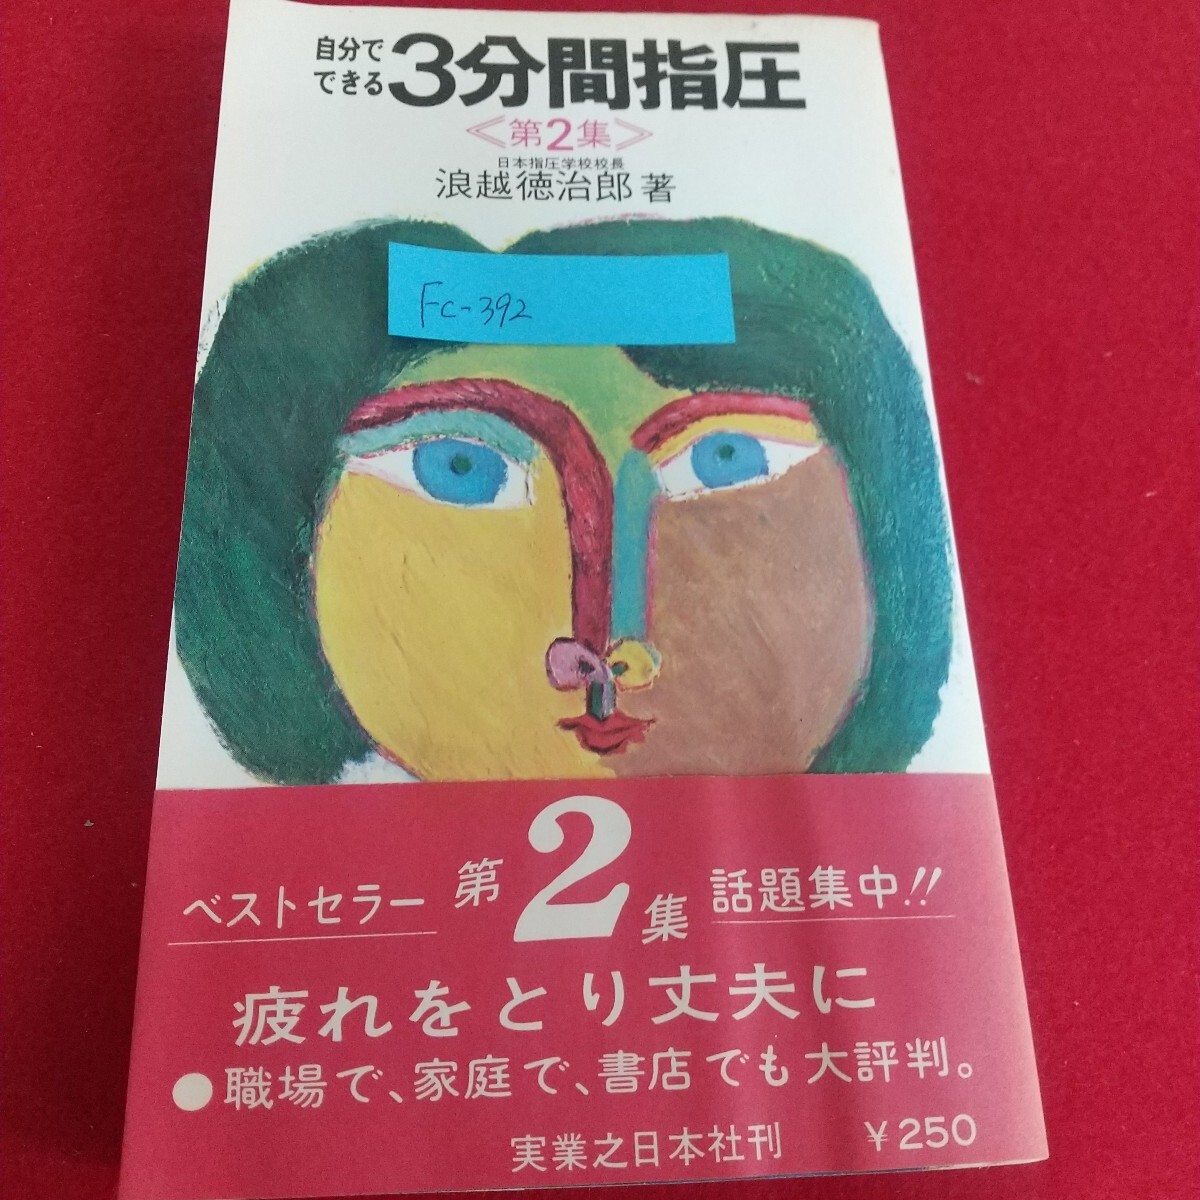 自分で
できる
3分間指圧
《第2集》
日本指圧学校校長
浪越徳治郎 著
Fc-392
ベストセラー 第2集 話題集中!!
疲れをとり丈夫に
●職場で、家庭で、書店でも大評判。
実業之日本社刊 ￥250